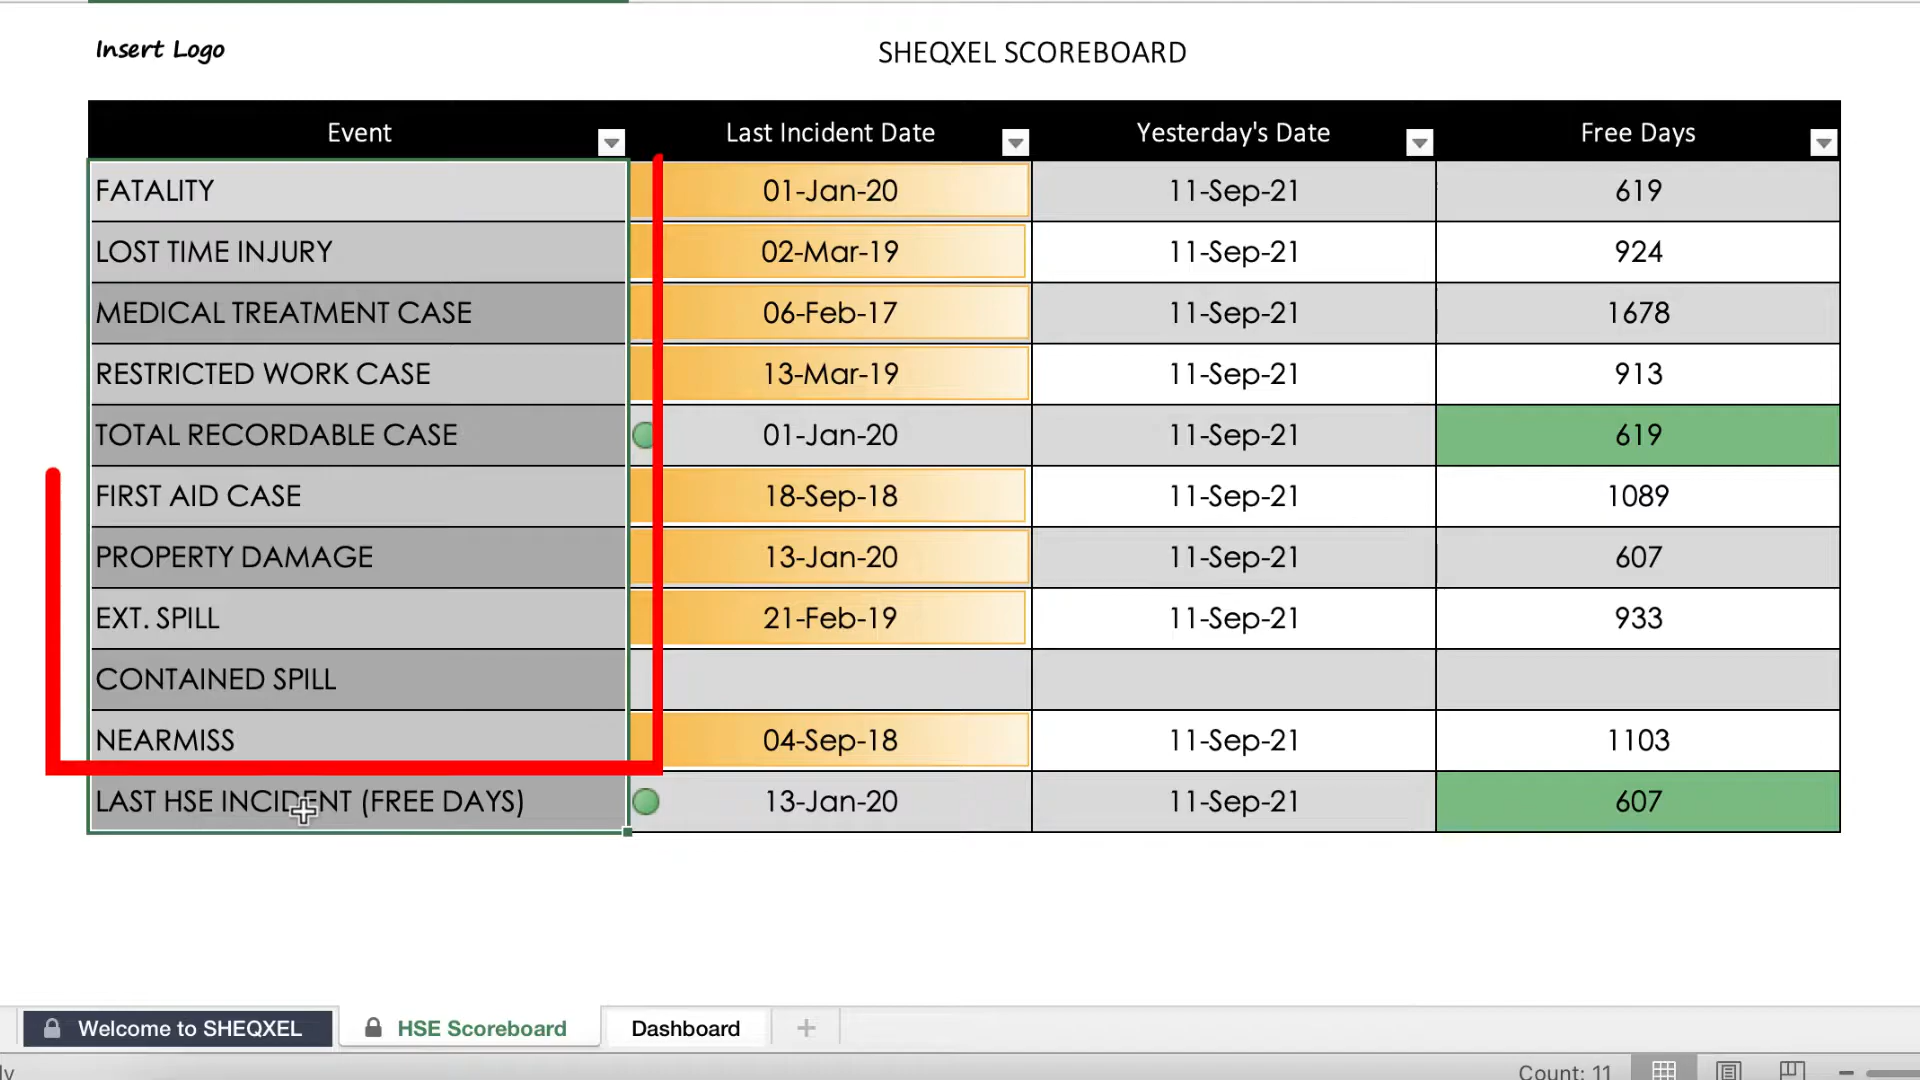 Insert Logo
SHEQXEL SCOREBOARD
Event Last Incident Date Yesterday's Date Free Days
FATALITY 01-Jan-20 11-Sep-21 619
LOST TIME INJURY 02-Mar-19 11-Sep-21 924
MEDICAL TREATMENT CASE 06-Feb-17 11-Sep-21 1678
RESTRICTED WORK CASE 13-Mar-19 11-Sep-21 913
TOTAL RECORDABLE CASE 01-Jan-20 11-Sep-21 619
FIRST AID CASE 18-Sep-18 11-Sep-21 1089
PROPERTY DAMAGE 13-Jan-20 11-Sep-21 607
EXT. SPILL 21-Feb-19 11-Sep-21 933
CONTAINED SPILL
NEARMISS 04-Sep-18 11-Sep-21 1103
LAST HSE INCIDENT (FREE DAYS) 13-Jan-20 11-Sep-21 607
Welcome to SHEQXEL HSE Scoreboard Dashboard
Count: 11